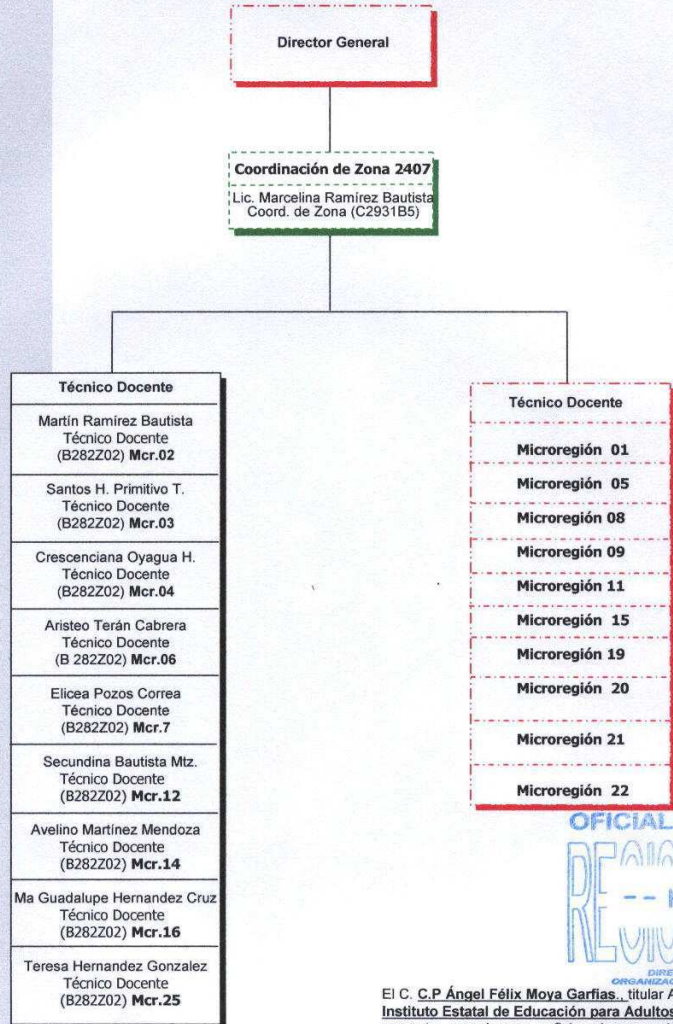 Director General
Coordinación de Zona 2407
Lic. Marcelina Ramírez Bautista
Coord. de Zona (C2931B5)
Técnico Docente
Martín Ramírez Bautista
Técnico Docente
(B282Z02) Mcr.02
Santos H. Primitivo T.
Técnico Docente
(B282Z02) Mcr.03
Crescenciana Oyagua H.
Técnico Docente
(B282Z02) Mcr.04
Aristeo Terán Cabrera
Técnico Docente
(B 282Z02) Mcr.06
Elicea Pozos Correa
Técnico Docente
(B282Z02) Mcr.7
Secundina Bautista Mtz.
Técnico Docente
(B282Z02) Mcr.12
Avelino Martínez Mendoza
Técnico Docente
(B282Z02) Mcr.14
Ma Guadalupe Hernandez Cruz
Técnico Docente
(B282Z02) Mcr.16
Teresa Hernandez Gonzalez
Técnico Docente
(B282Z02) Mcr.25
Técnico Docente
Microregión 01
Microregión 05
Microregión 08
Microregión 09
Microregión 11
Microregión 15
Microregión 19
Microregión 20
Microregión 21
Microregión 22
OFICIAL
El C. C.P Ángel Félix Moya Garfias., titular
Instituto Estatal de Educación para Adultos